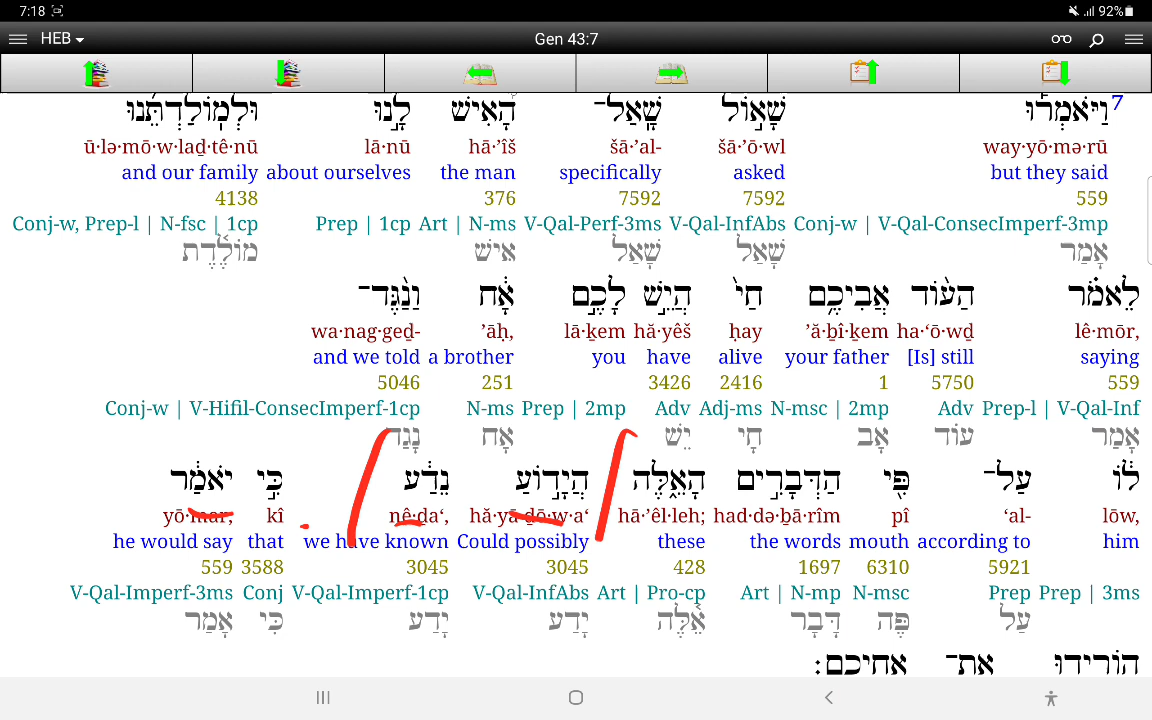 7:18 92%
HEB Gen 43:7
7 וַיֹּאמְר֡וּ שָׁא֣וֹל שָֽׁאַל־ הָ֠אִישׁ לָ֣נוּ וּלְמֽוֹלַדְתֵּ֜נוּ
ū·lə·mō·w·laḏ·tê·nū lā·nū hā·’îš šā·’al- šā·’ō·wl way·yō·mə·rū
and our family about ourselves the man specifically asked but they said
4138 376 7592 7592 559
Conj-w, Prep-l | N-fsc | 1cp Prep | 1cp Art | N-ms V-Qal-Perf-3ms V-Qal-InfAbs Conj-w | V-Qal-ConsecImperf-3mp
אָמַר שָׁאַל שָׁאַל אִישׁ מוֹלֶדֶת
לֵאמֹ֗ר הַע֨וֹד אֲבִיכֶ֥ם חַי֙ הֲיֵ֣שׁ לָכֶ֣ם אָ֔ח וַנַ֨גֶּד־
wa·nag·geḏ- ’āḥ, lā·ḵem hă·yêš ḥay ’ă·ḇî·ḵem ha·‘ō·wḏ lê·mōr,
and we told a brother you have alive your father [Is] still saying
5046 251 3426 2416 1 5750 559
Conj-w | V-Hifil-ConsecImperf-1cp N-ms Prep | 2mp Adv Adj-ms N-msc | 2mp Adv Prep-l | V-Qal-Inf
אָמַר עוֹד אָב חָי יֵשׁ אָח נָגַד
ל֔וֹ עַל־ פִּ֖י הַדְּבָרִ֣ים הָאֵ֑לֶּה הֲיָד֣וֹעַ נֵדַ֔ע כִּ֣י יֹאמַ֔ר
yō·mar, kî nê·ḏa‘, hă·yā·ḏō·w·a‘ hā·’êl·leh; had·də·ḇā·rîm pî ‘al- lōw,
he would say that we have known Could possibly these the words mouth according to him
559 3588 3045 3045 428 1697 6310 5921
V-Qal-Imperf-3ms Conj V-Qal-Imperf-1cp V-Qal-InfAbs Art | Pro-cp Art | N-mp N-msc Prep Prep | 3ms
עַל פֶּה דָּבָר אֵלֶּה יָדַע יָדַע כִּי אָמַר
הוֹרִ֖ידוּ אֶת־ אֲחִיכֶֽם׃